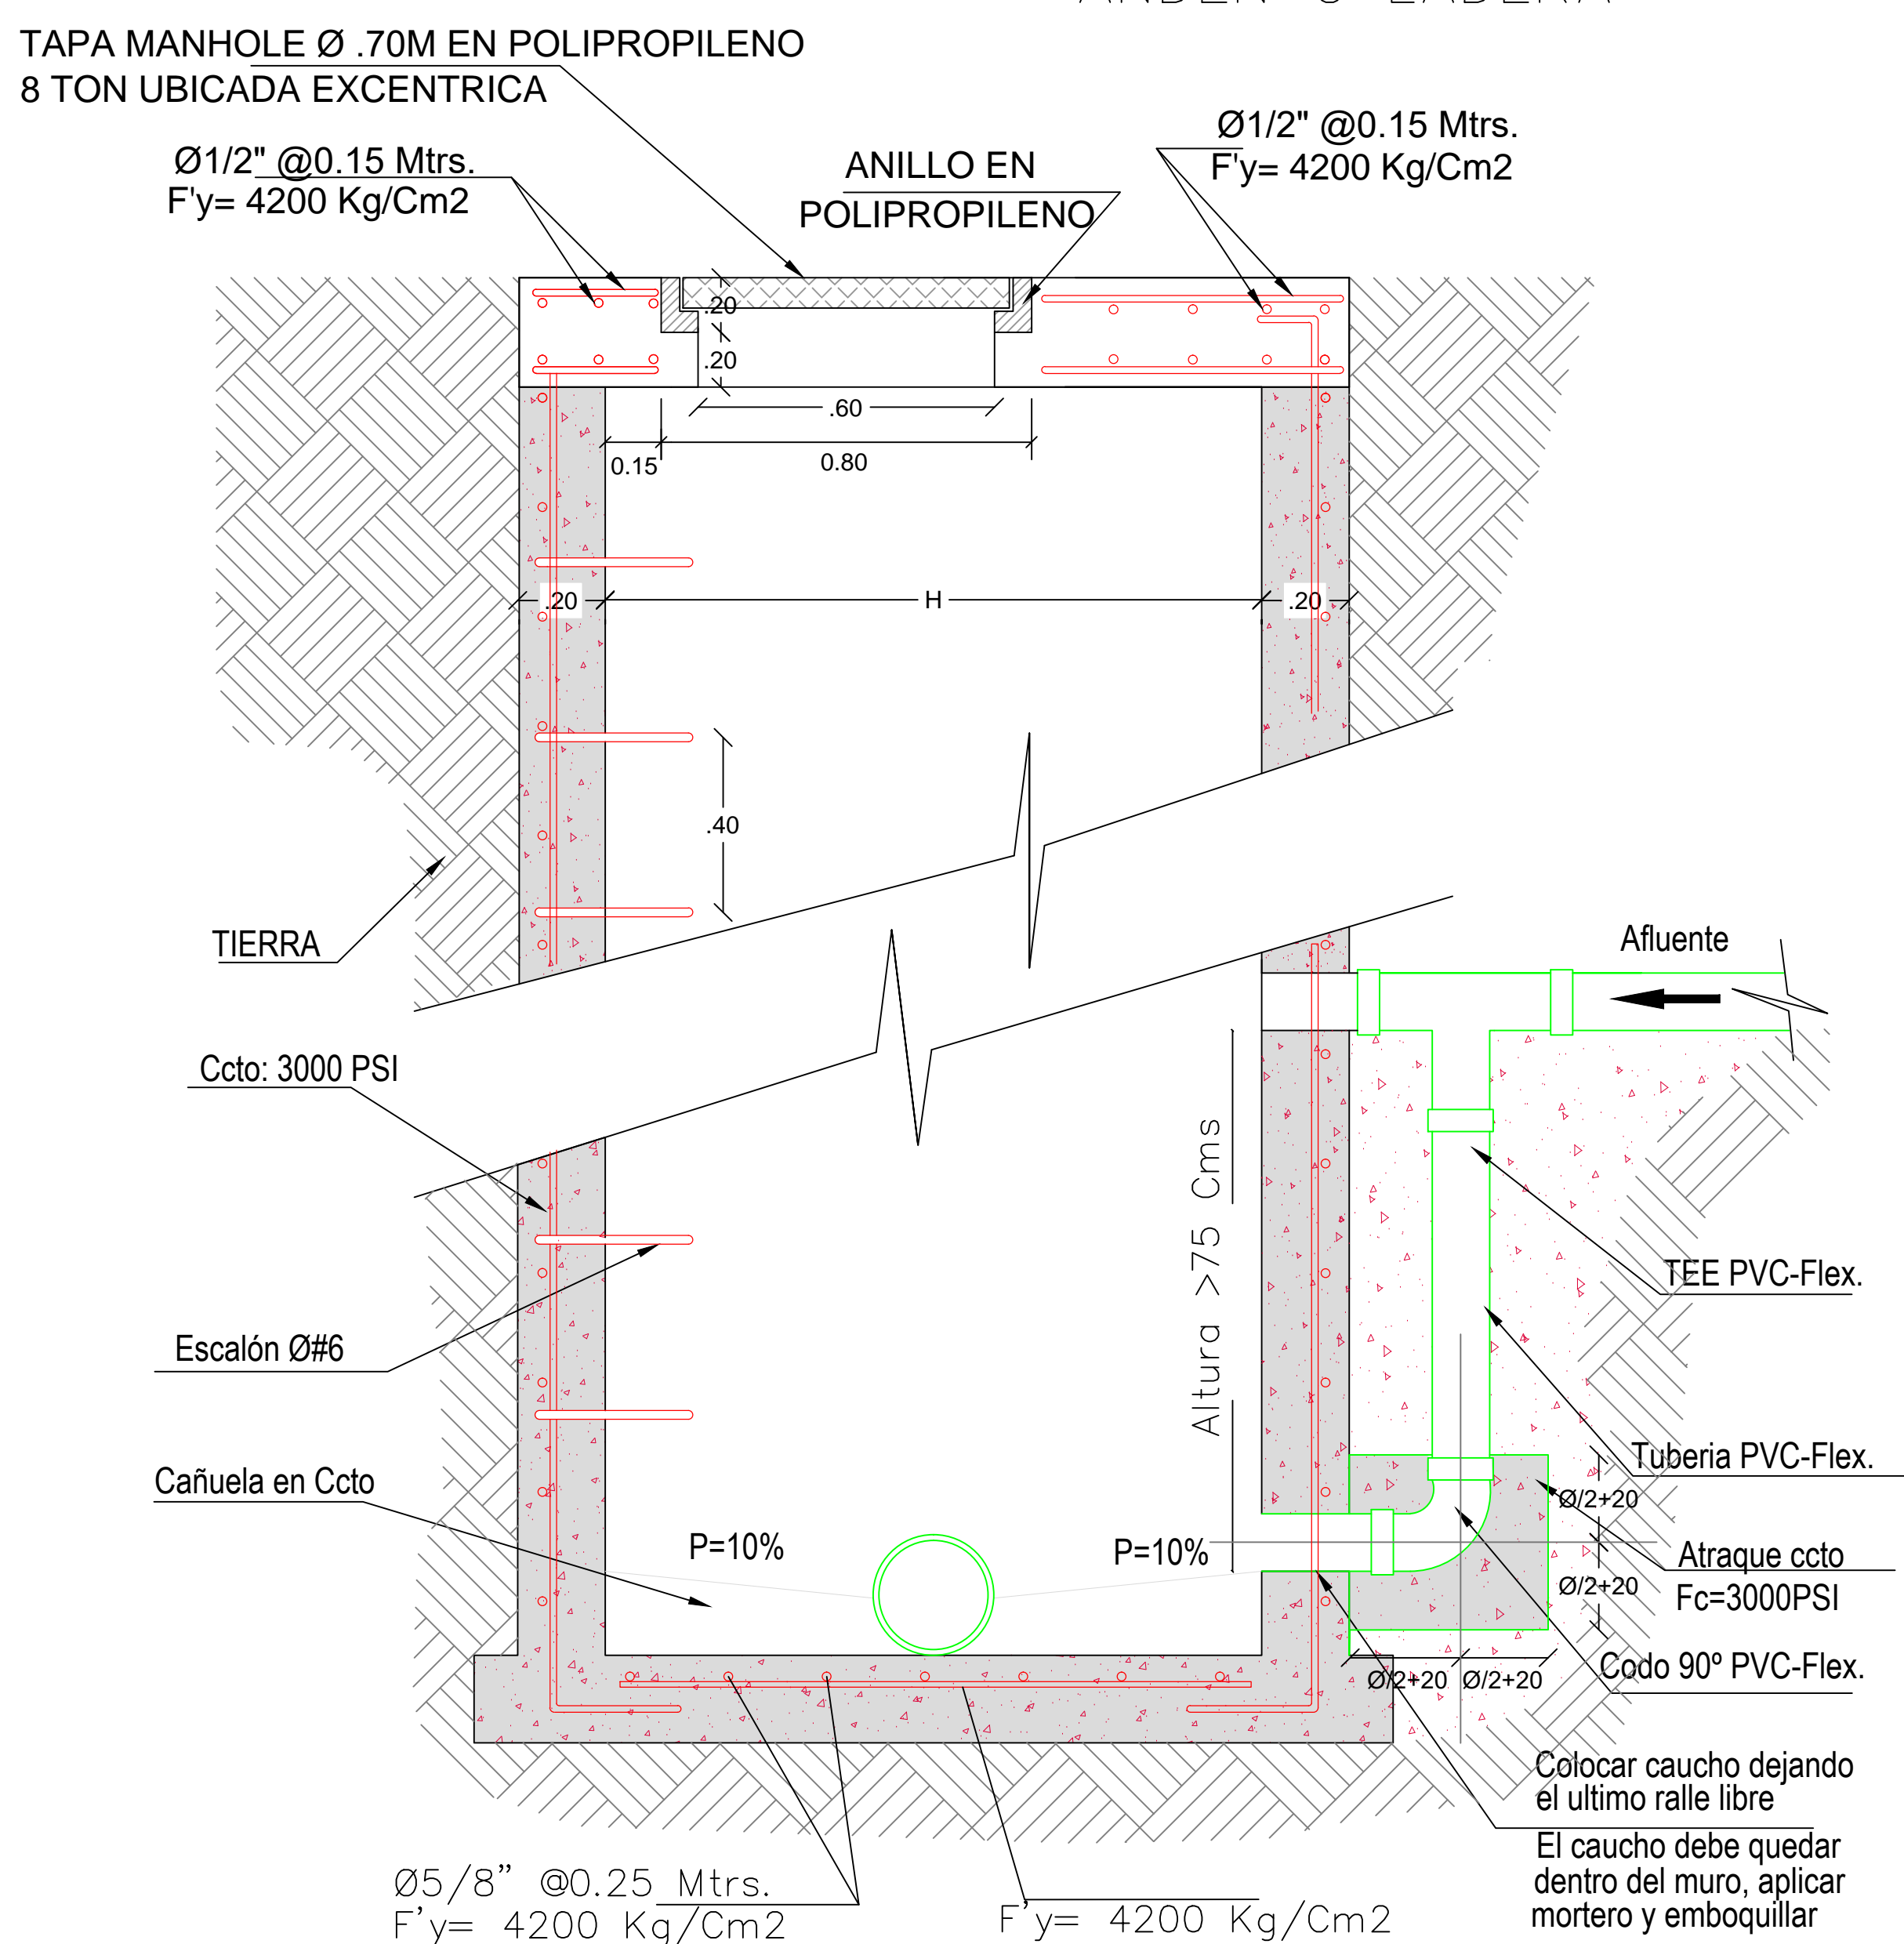 TAPA MANHOLE Ø .70M EN POLIPROPILENO
8 TON UBICADA EXCENTRICA
Ø1/2" @0.15 Mtrs.
F'y= 4200 Kg/Cm2
ANILLO EN
POLIPROPILENO
Ø1/2" @0.15 Mtrs.
F'y= 4200 Kg/Cm2
.20
.20
.60
0.15
0.80
.20
H
.20
.40
TIERRA
Afluente
Ccto: 3000 PSI
Altura >75 Cms
TEE PVC-Flex.
Escalón Ø#6
Tuberia PVC-Flex.
Cañuela en Ccto
Ø/2+20
P=10%
P=10%
Atraque ccto
Fc=3000PSI
Ø/2+20
Codo 90º PVC-Flex.
Ø/2+20
Ø/2+20
Colocar caucho dejando
el ultimo ralle libre
El caucho debe quedar
dentro del muro, aplicar
mortero y emboquillar
Ø5/8” @0.25 Mtrs.
F’y= 4200 Kg/Cm2
F’y= 4200 Kg/Cm2